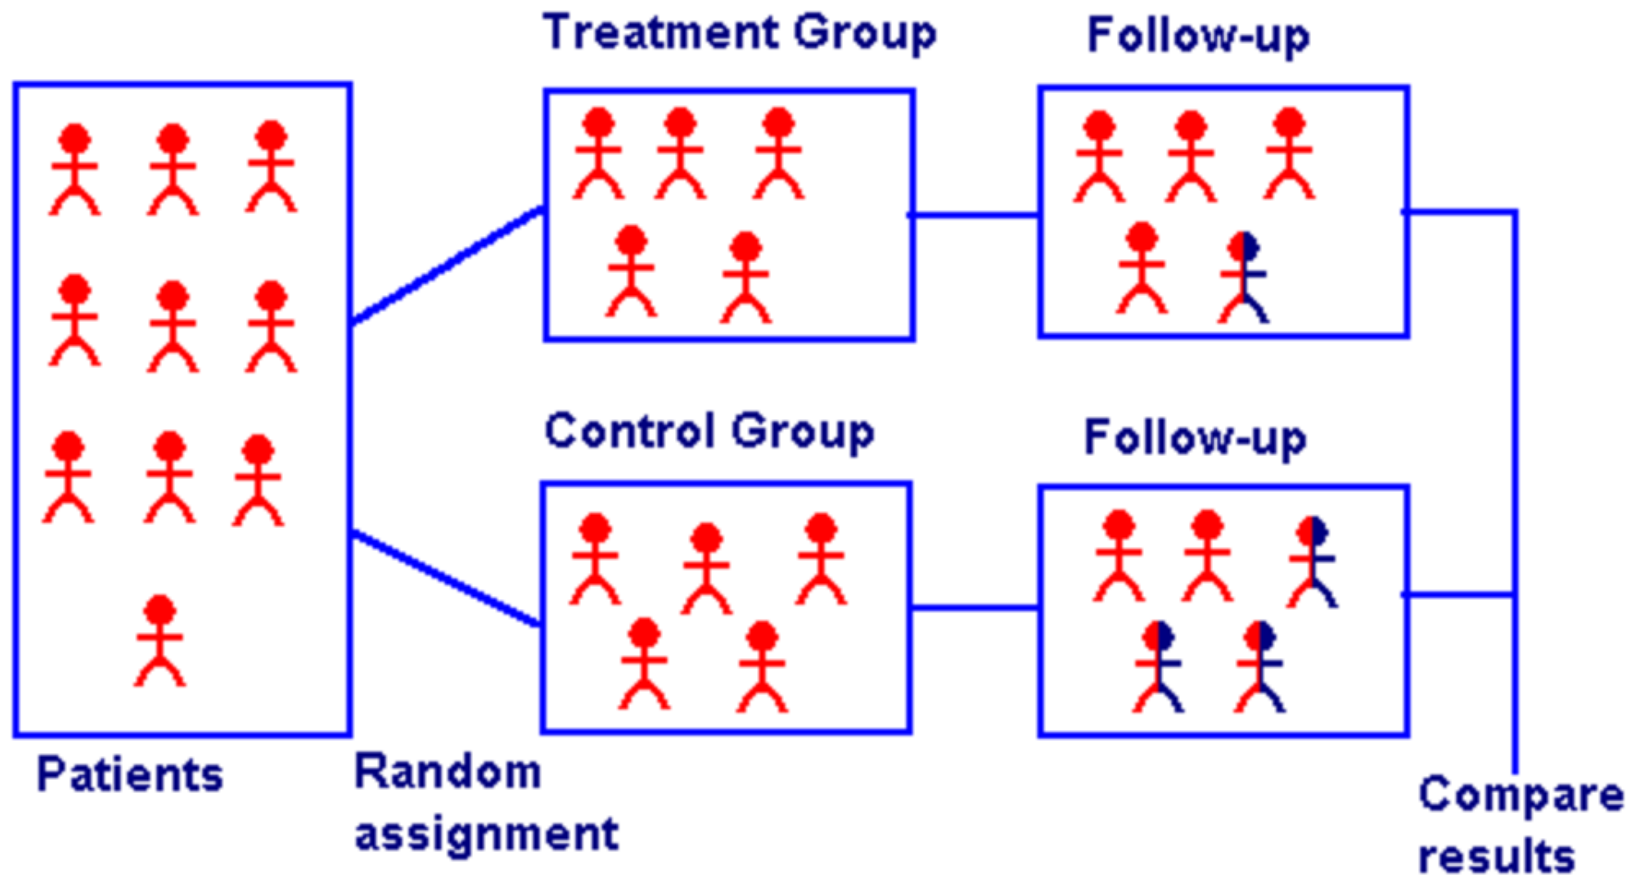 Treatment Group
Follow-up
Control Group
Follow-up
Patients
Random
assignment
Compare
results